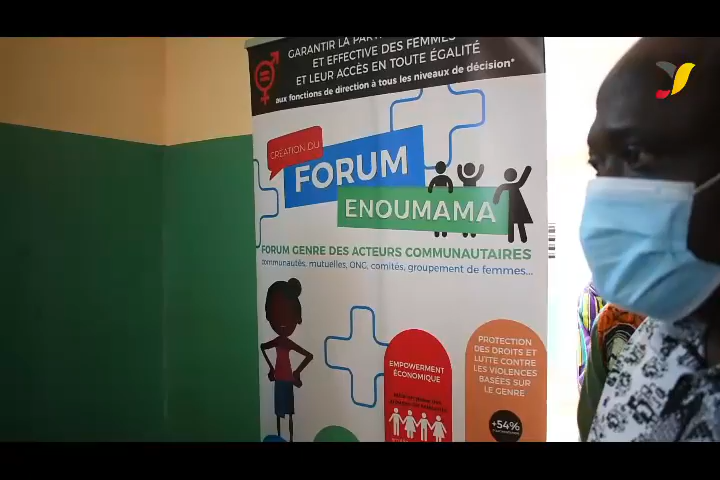 GARANTIR LA
ET EFFECTIVE DES FEMMES
ET LEUR ACCÈS EN TOUTE ÉGALITÉ
aux fonctions de direction à tous les niveaux de décision*
CRÉATION DU
FORUM
ENOUMAMA
FORUM GENRE DES ACTEURS COMMUNAUTAIRES
communautés, mutuelles, ONG, comités, groupement de femmes...
EMPOWERMENT
ÉCONOMIQUE
PROTECTION
DES DROITS ET
LUTTE CONTRE
LES VIOLENCES
BASÉES SUR
LE GENRE
+54%